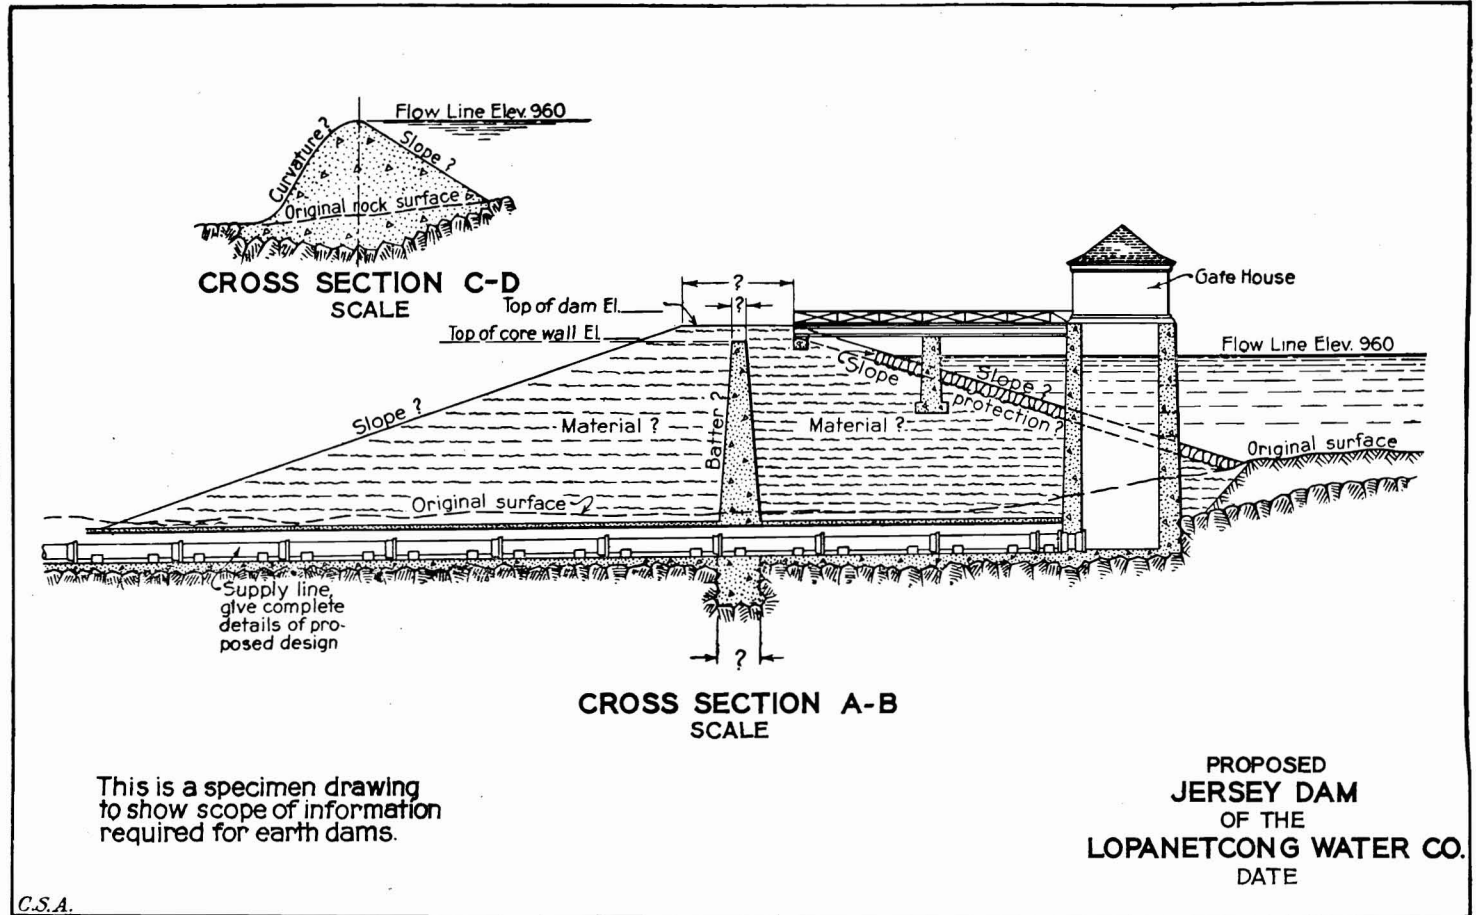 Flow Line Elev. 960
Curvature?
Slope ?
Original rock surface
CROSS SECTION C-D
SCALE
?
Gate House
Top of dam El.
?
Top of core wall El.
Flow Line Elev. 960
Slope
Slope ?
protection?
Slope ?
Material ?
Batter ?
Material ?
Original surface
Original surface
Supply line,
give complete
details of pro-
posed design
?
CROSS SECTION A-B
SCALE
This is a specimen drawing
to show scope of information
required for earth dams.
PROPOSED
JERSEY DAM
OF THE
LOPANETCONG WATER CO.
DATE
C.S.A.